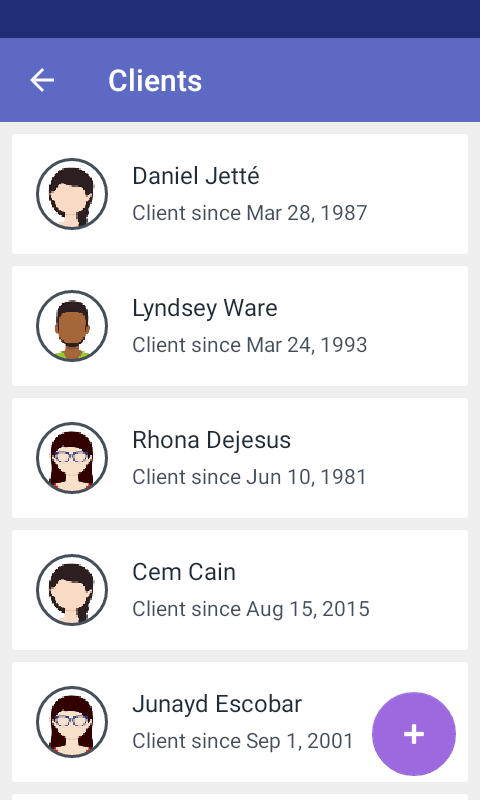 Clients
Daniel Jetté
Client since Mar 28, 1987
Lyndsey Ware
Client since Mar 24, 1993
Rhona Dejesus
Client since Jun 10, 1981
Cem Cain
Client since Aug 15, 2015
Junayd Escobar
Client since Sep 1, 2001